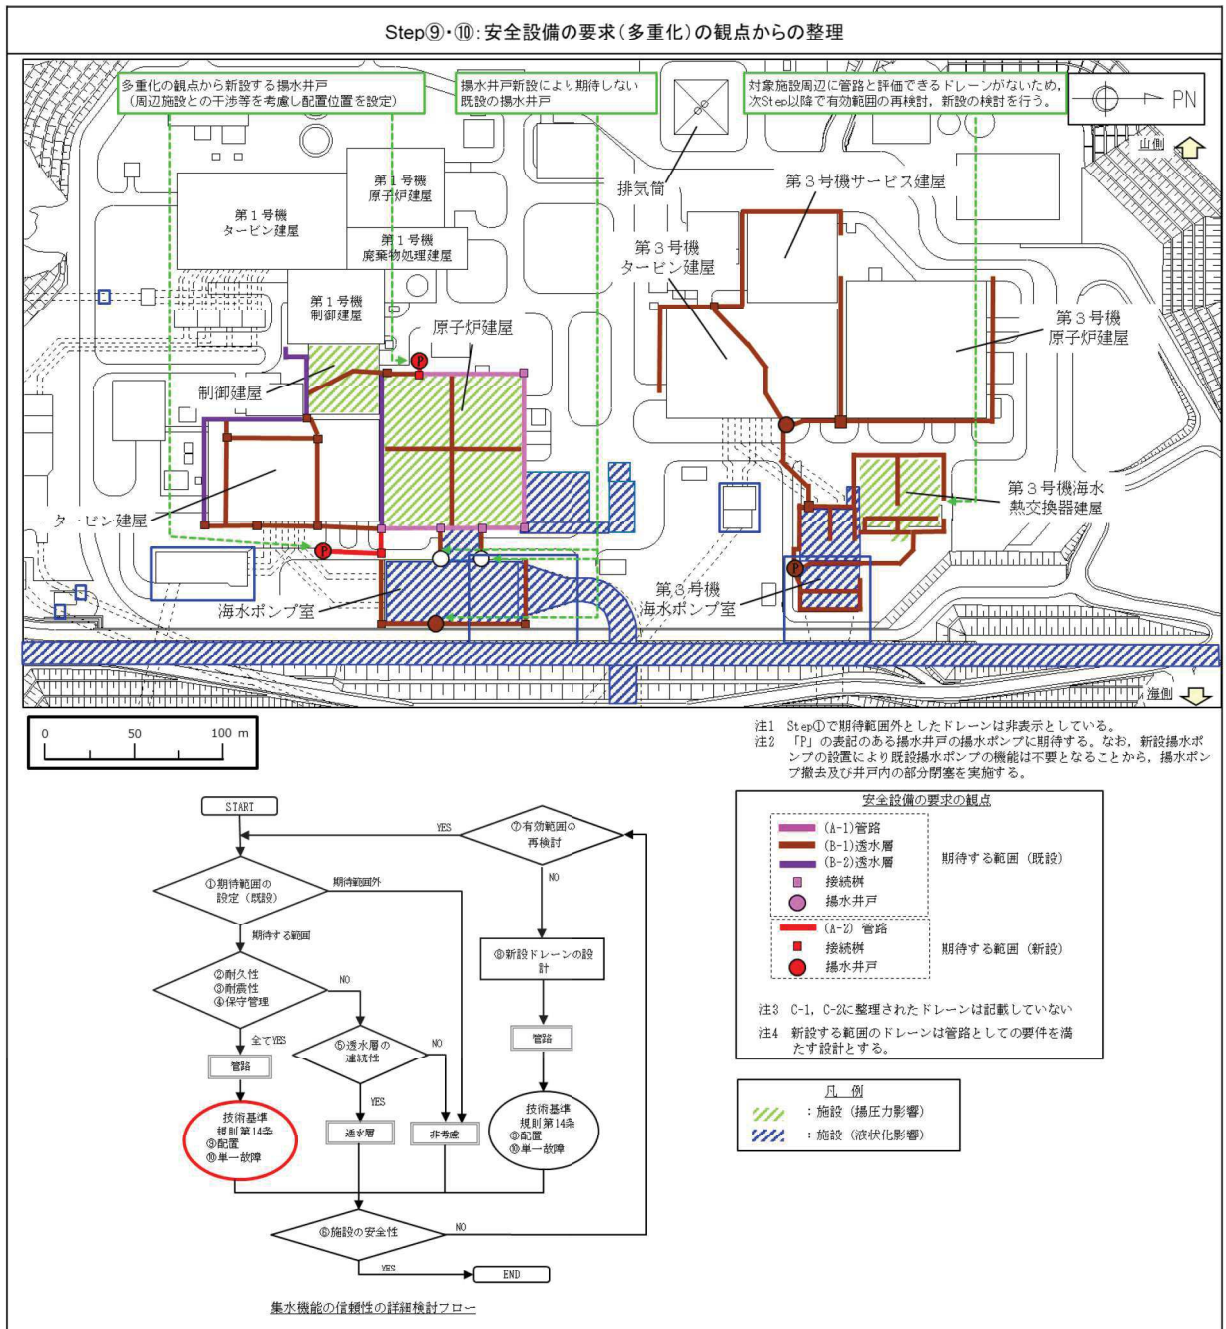 Step⑨・⑩：安全設備の要求（多重化）の観点からの整理
多重化の観点から新設する揚水井戸
（周辺施設との干渉等を考慮し配置位置を設定）
揚水井戸新設により期待しない
既設の揚水井戸
対象施設周辺に管路と評価できるドレーンがないため，
次Step以降で有効範囲の再検討，新設の検討を行う。
PN
山側
排気筒
第３号機サービス建屋
第１号機
原子炉建屋
第１号機
タービン建屋
第１号機
廃棄物処理建屋
第３号機
タービン建屋
第１号機
制御建屋
原子炉建屋
第３号機
原子炉建屋
P
制御建屋
タービン建屋
第３号機海水
熱交換器建屋
P
P
海水ポンプ室
第３号機
海水ポンプ室
海側
0 50 100 m
注1 Step①で期待範囲外としたドレーンは非表示としている。
注2 「P」の表記のある揚水井戸の揚水ポンプに期待する。なお，新設揚水ポ
ンプの設置により既設揚水ポンプの機能は不要となることから，揚水ポン
プ撤去及び井戸内の部分閉塞を実施する。
安全設備の要求の観点
(A-1)管路
(B-1)透水層
(B-2)透水層
接続桝
揚水井戸
期待する範囲（既設）
(A-2) 管路
接続桝
揚水井戸
期待する範囲（新設）
注3 C-1，C-2に整理されたドレーンは記載していない
注4 新設する範囲のドレーンは管路としての要件を満
たす設計とする。
凡 例
：施設（揚圧力影響）
：施設（液状化影響）
START
YES
⑦有効範囲の
再検討
①期待範囲の
設定（既設）
期待範囲外
NO
期待する範囲
⑧新設ドレーンの設
計
②耐久性
③耐震性
④保守管理
NO
全てYES
⑤透水層の
連続性
NO
管路
管路
YES
技術基準
規則第14条
⑨配置
⑩単一故障
透水層
非考慮
技術基準
規則第14条
⑨配置
⑩単一故障
⑥施設の安全性
NO
YES
END
集水機能の信頼性の詳細検討フロー